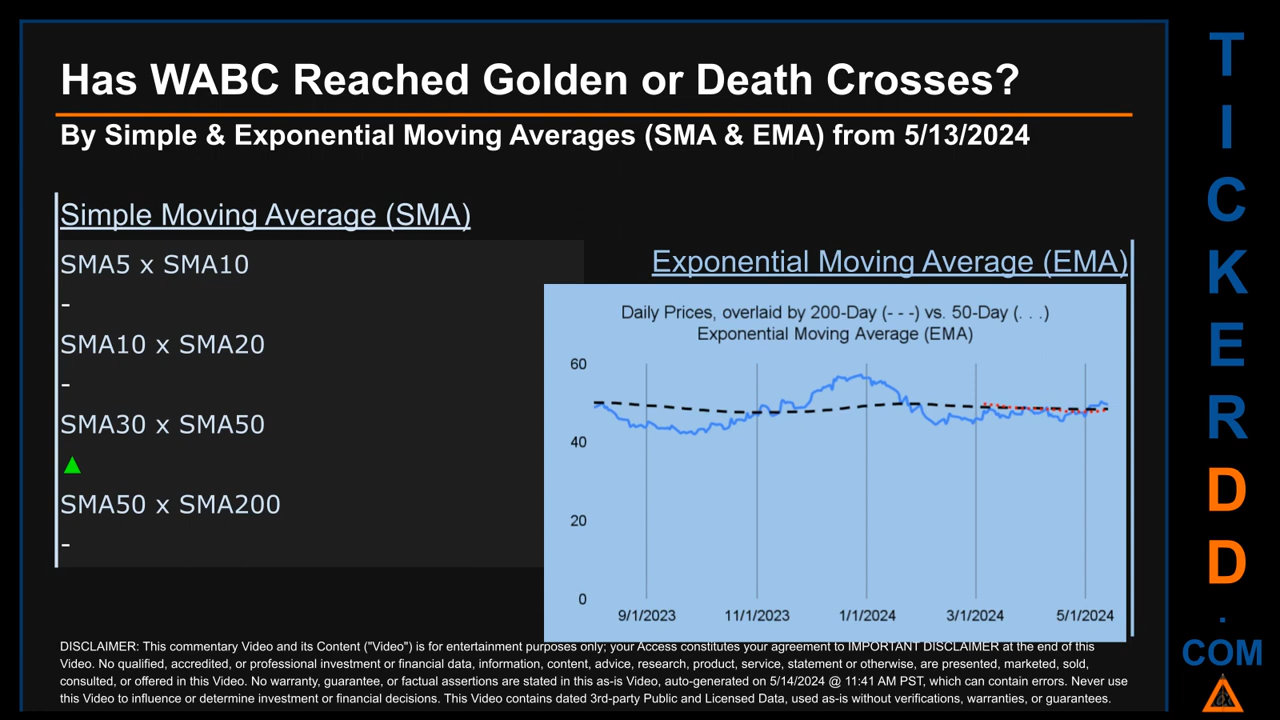 Has WABC Reached Golden or Death Crosses?
By Simple & Exponential Moving Averages (SMA & EMA) from 5/13/2024
Simple Moving Average (SMA)
SMA5 x SMA10
-
SMA10 x SMA20
-
SMA30 x SMA50
▲
SMA50 x SMA200
-
Exponential Moving Average (EMA)
Daily Prices, overlaid by 200-Day (- - -) vs. 50-Day (. . .)
Exponential Moving Average (EMA)
60
40
20
0
9/1/2023 11/1/2023 1/1/2024 3/1/2024 5/1/2024
DISCLAIMER: This commentary Video and its Content ("Video") is for entertainment purposes only; your Access constitutes your agreement to IMPORTANT DISCLAIMER at the end of this
Video. No qualified, accredited, or professional investment or financial data, information, content, advice, research, product, service, statement or otherwise, are presented, marketed, sold,
consulted, or offered in this Video. No warranty, guarantee, or factual assertions are stated in this as-is Video, auto-generated on 5/14/2024 @ 11:41 AM PST, which can contain errors. Never use
this Video to influence or determine investment or financial decisions. This Video contains dated 3rd-party Public and Licensed Data, used as-is without verifications, warranties, or guarantees.
T
I
C
K
E
R
D
D
.
COM